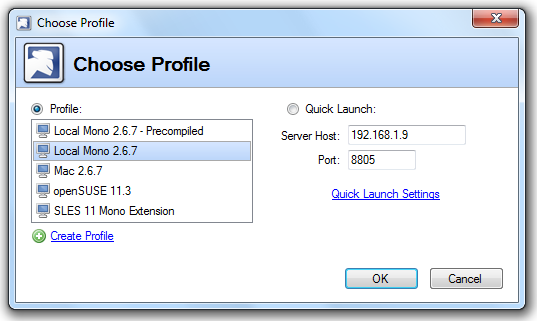 Choose Profile
Choose Profile
Profile:
Local Mono 2.6.7 - Precompiled
Local Mono 2.6.7
Mac 2.6.7
openSUSE 11.3
SLES 11 Mono Extension
Create Profile
Quick Launch:
Server Host: 192.168.1.9
Port: 8805
Quick Launch Settings
OK Cancel